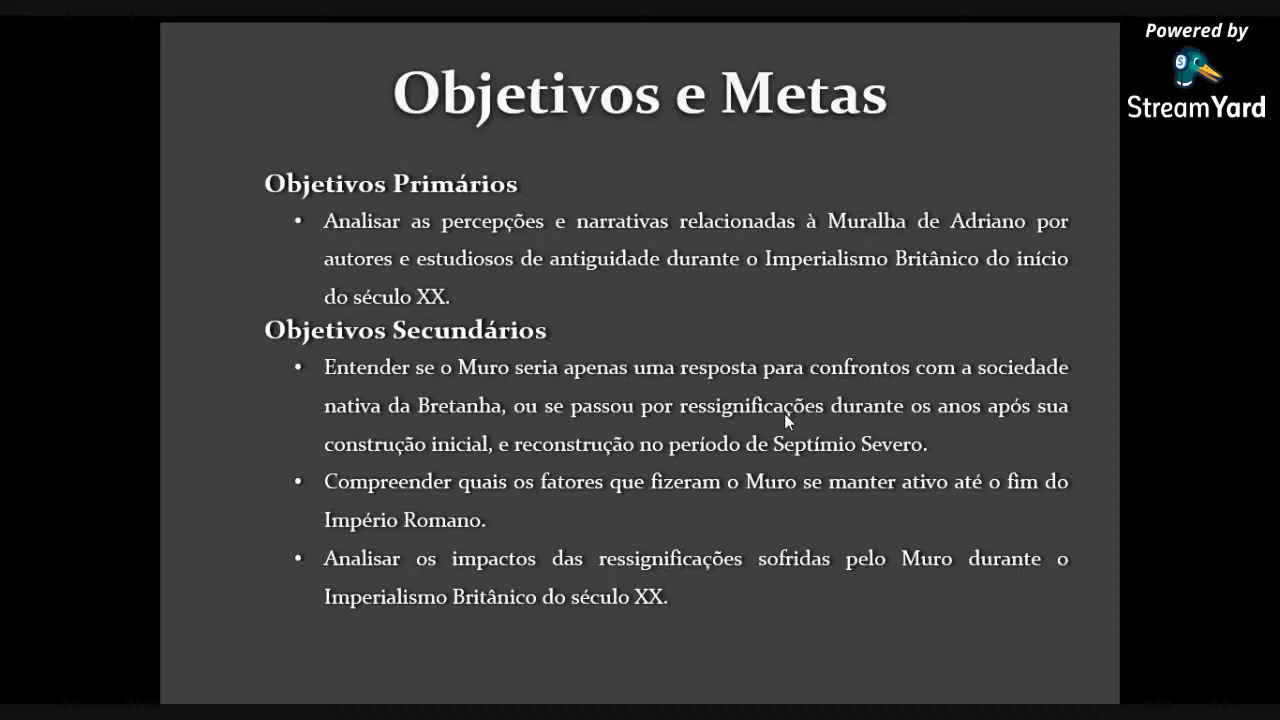 Powered by
StreamYard
Objetivos e Metas
Objetivos Primários
• Analisar as percepções e narrativas relacionadas à Muralha de Adriano por
autores e estudiosos de antiguidade durante o Imperialismo Britânico do início
do século XX.
Objetivos Secundários
• Entender se o Muro seria apenas uma resposta para confrontos com a sociedade
nativa da Bretanha, ou se passou por ressignificações durante os anos após sua
construção inicial, e reconstrução no período de Septímio Severo.
• Compreender quais os fatores que fizeram o Muro se manter ativo até o fim do
Império Romano.
• Analisar os impactos das ressignificações sofridas pelo Muro durante o
Imperialismo Britânico do século XX.